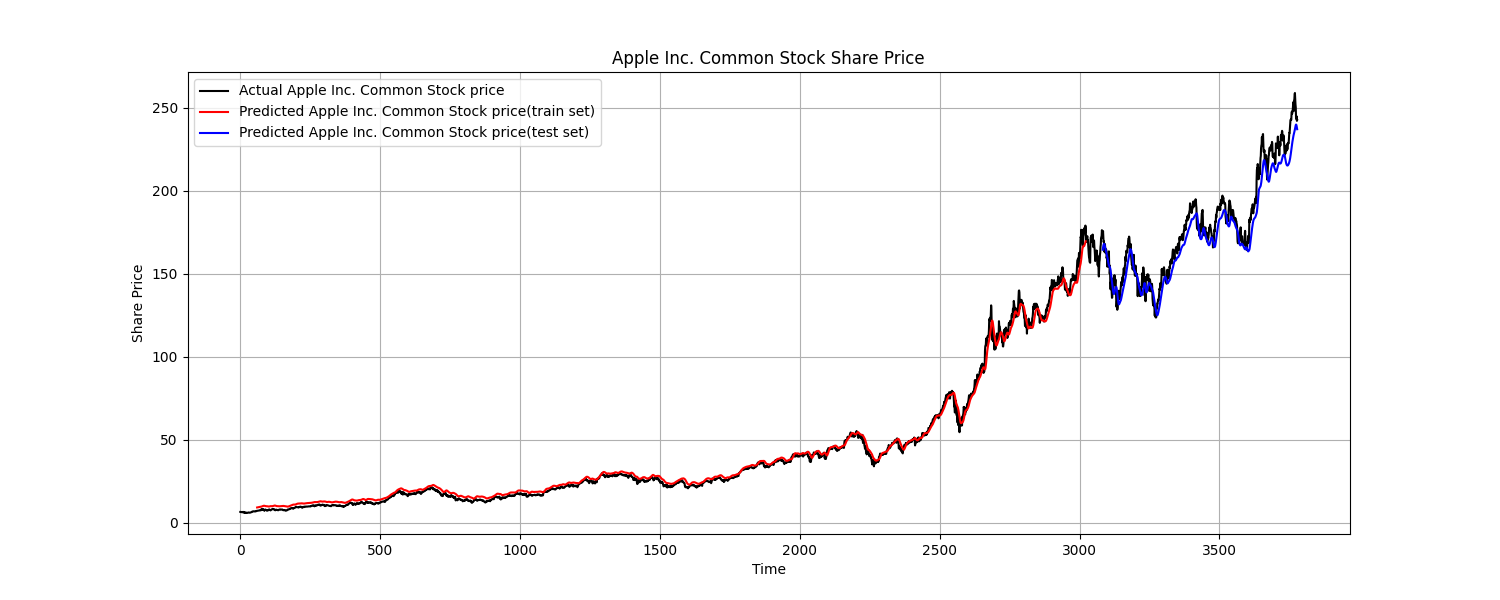 Apple Inc. Common Stock Share Price
Actual Apple Inc. Common Stock price
Predicted Apple Inc. Common Stock price(train set)
Predicted Apple Inc. Common Stock price(test set)
Share Price
250
200
150
100
50
0
0 500 1000 1500 2000 2500 3000 3500
Time